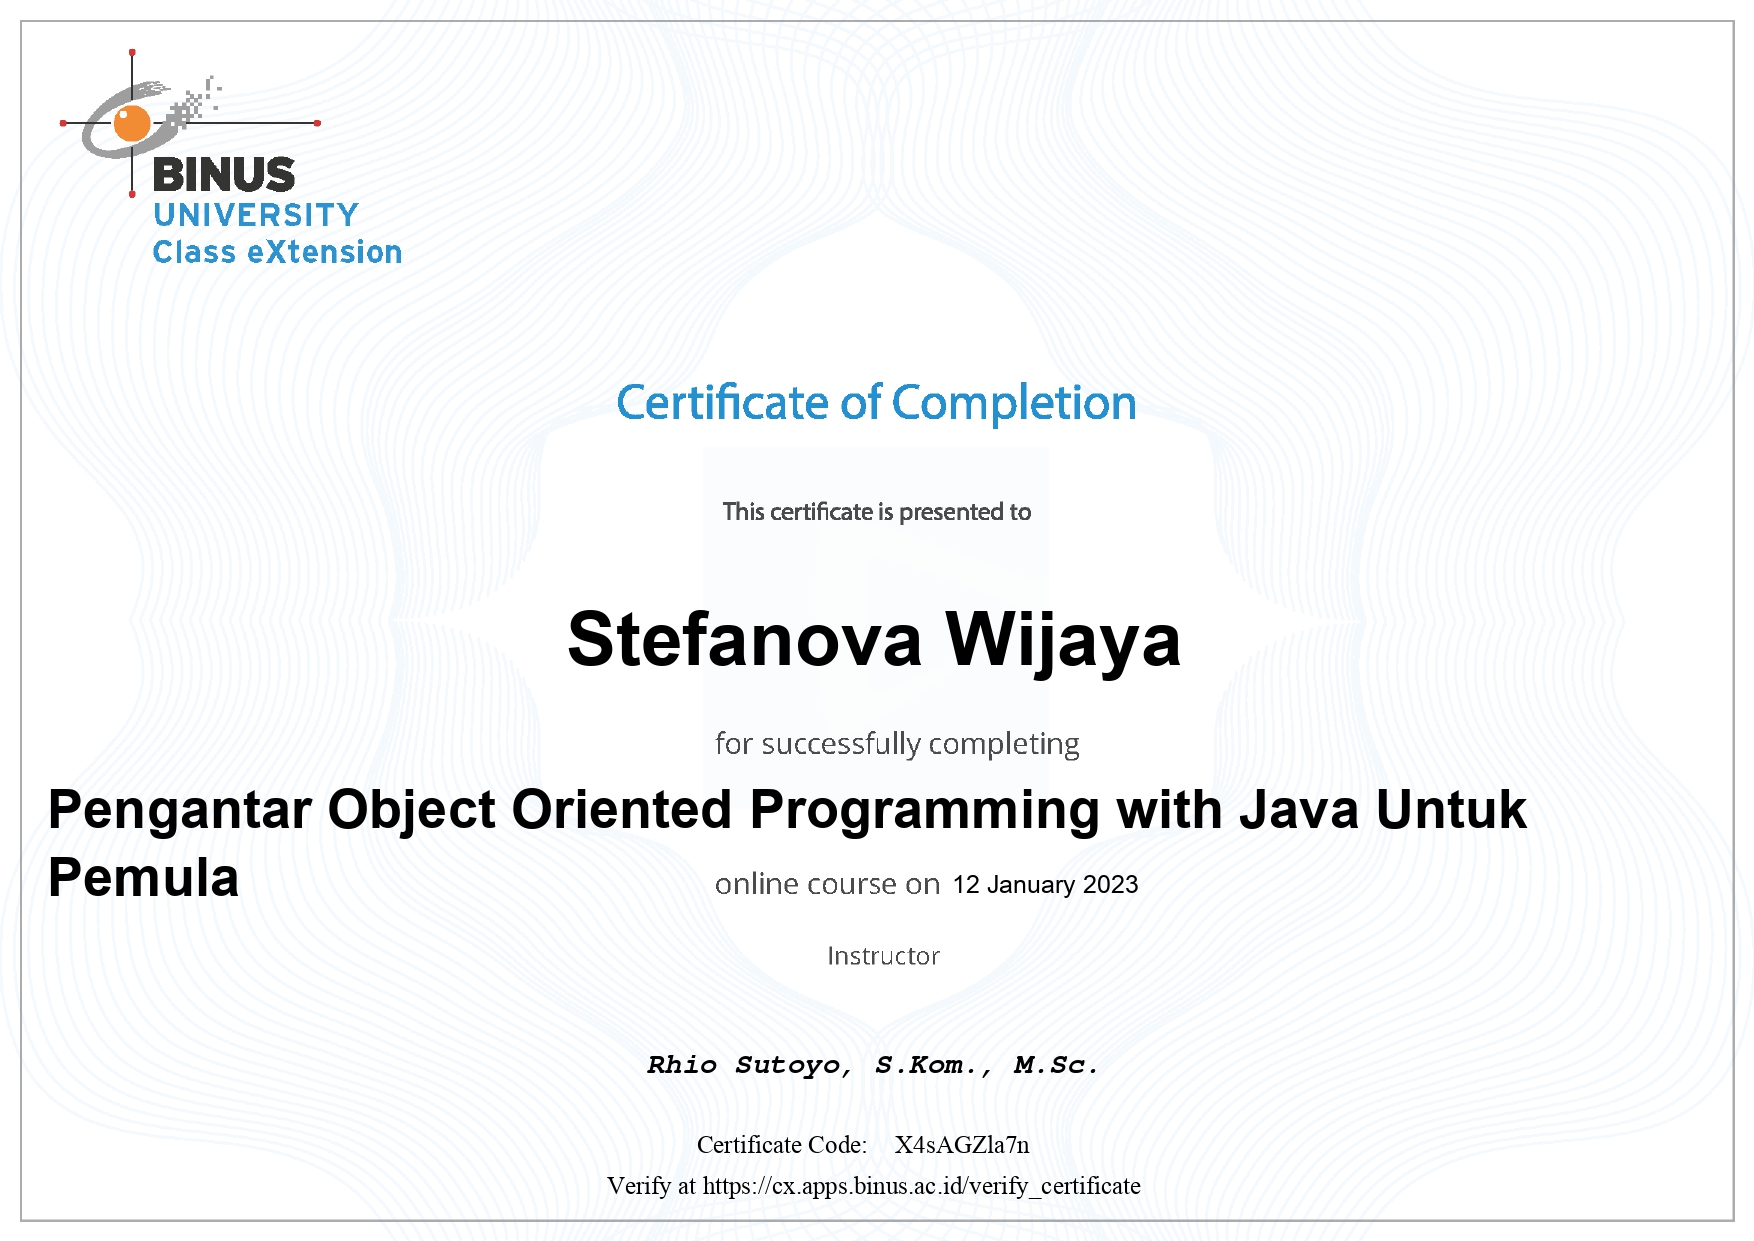 BINUS
UNIVERSITY
Class eXtension
Certificate of Completion
This certificate is presented to
Stefanova Wijaya
for successfully completing
Pengantar Object Oriented Programming with Java Untuk
Pemula
online course on 12 January 2023
Instructor
Rhio Sutoyo, S.Kom., M.Sc.
Certificate Code: X4sAGZla7n
Verify at https://cx.apps.binus.ac.id/verify_certificate